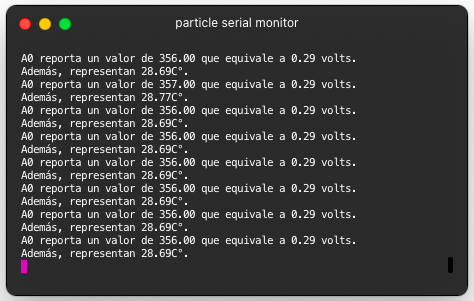 particle serial monitor
A0 reporta un valor de 356.00 que equivale a 0.29 volts.
Además, representan 28.69C°.
A0 reporta un valor de 357.00 que equivale a 0.29 volts.
Además, representan 28.77C°.
A0 reporta un valor de 356.00 que equivale a 0.29 volts.
Además, representan 28.69C°.
A0 reporta un valor de 356.00 que equivale a 0.29 volts.
Además, representan 28.69C°.
A0 reporta un valor de 356.00 que equivale a 0.29 volts.
Además, representan 28.69C°.
A0 reporta un valor de 356.00 que equivale a 0.29 volts.
Además, representan 28.69C°.
A0 reporta un valor de 356.00 que equivale a 0.29 volts.
Además, representan 28.69C°.
A0 reporta un valor de 356.00 que equivale a 0.29 volts.
Además, representan 28.69C°.